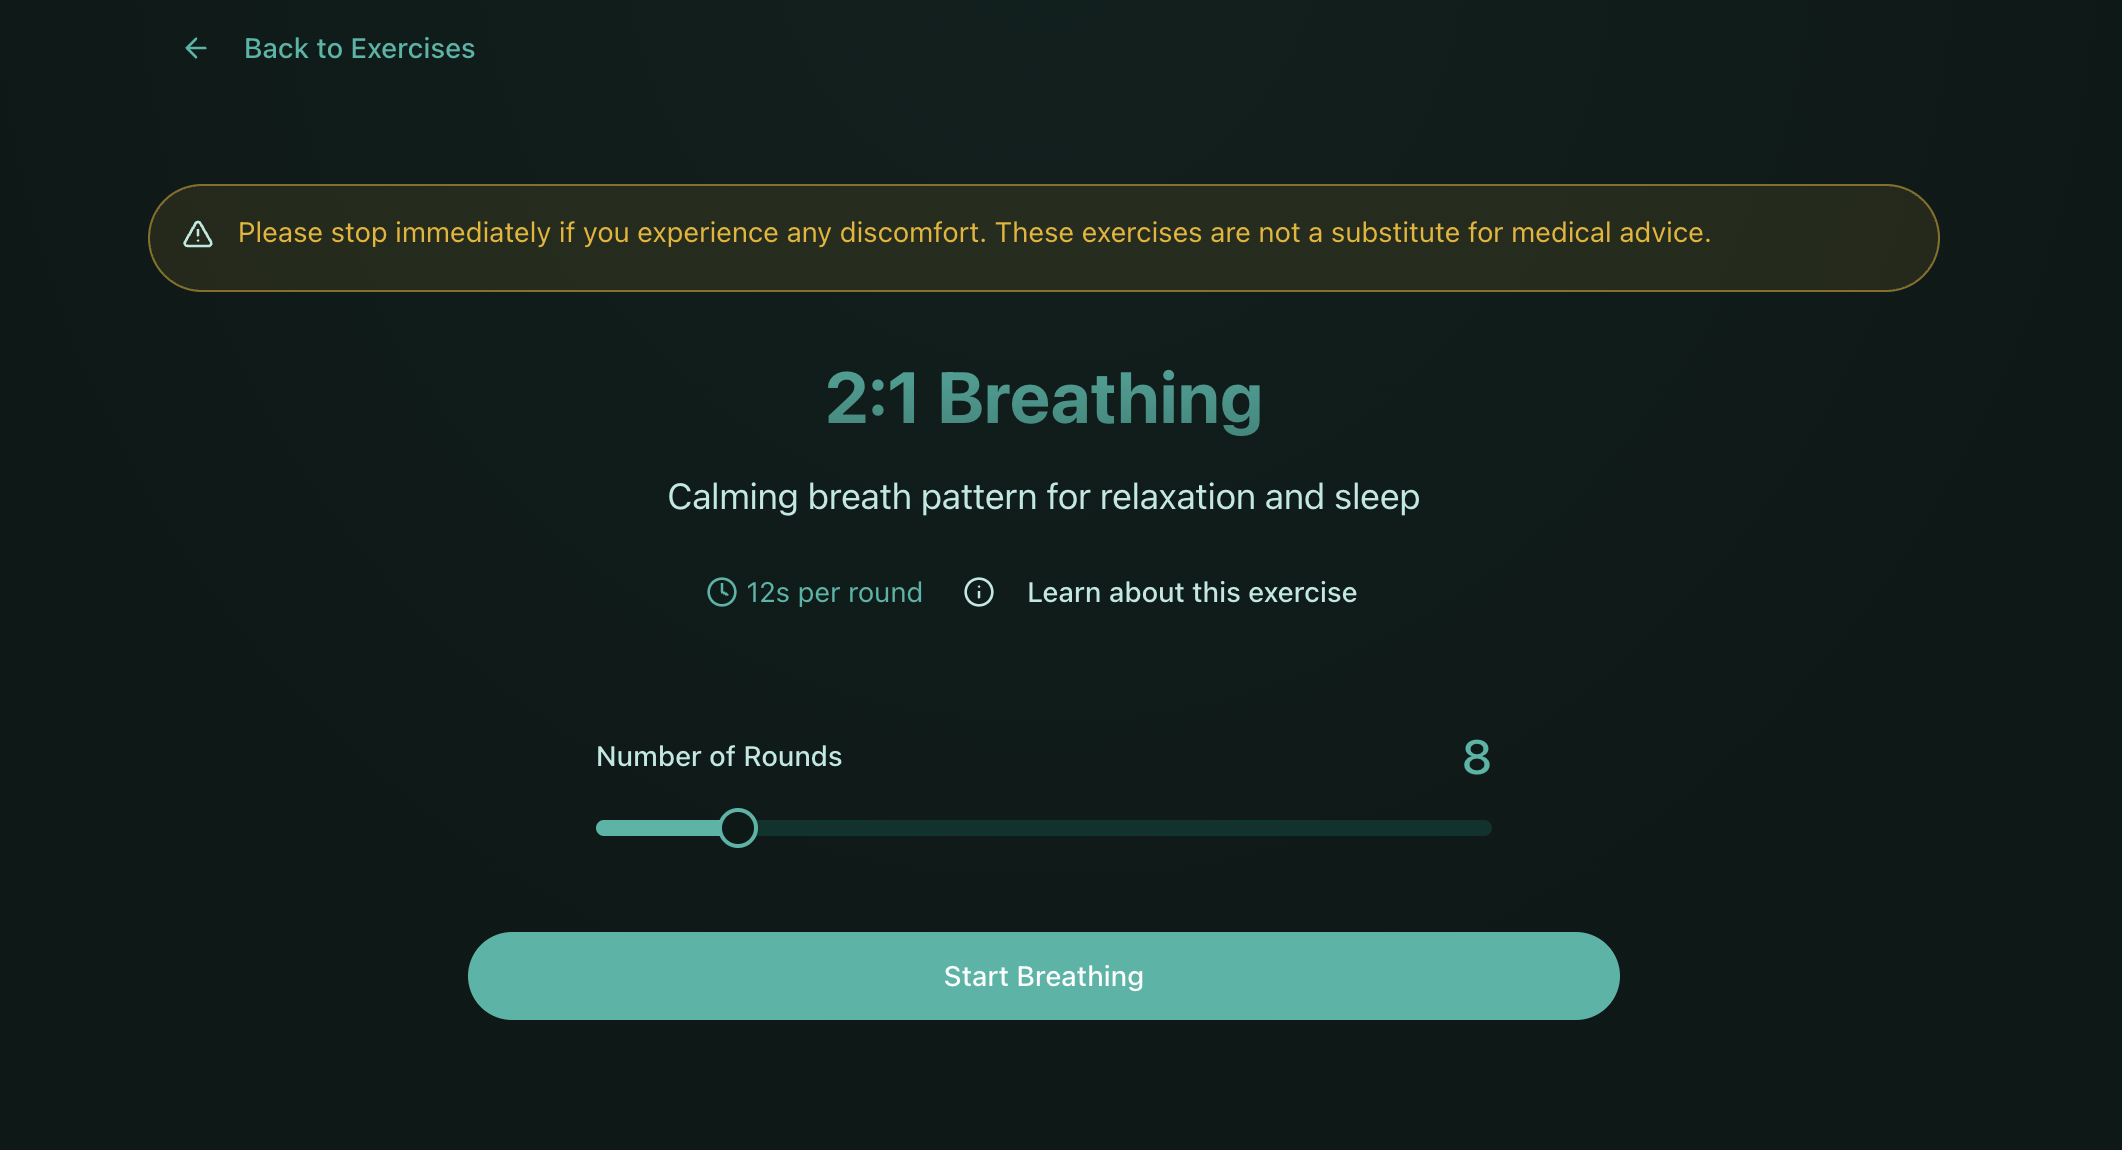 Back to Exercises
Please stop immediately if you experience any discomfort. These exercises are not a substitute for medical advice.
2:1 Breathing
Calming breath pattern for relaxation and sleep
12s per round Learn about this exercise
Number of Rounds 8
Start Breathing